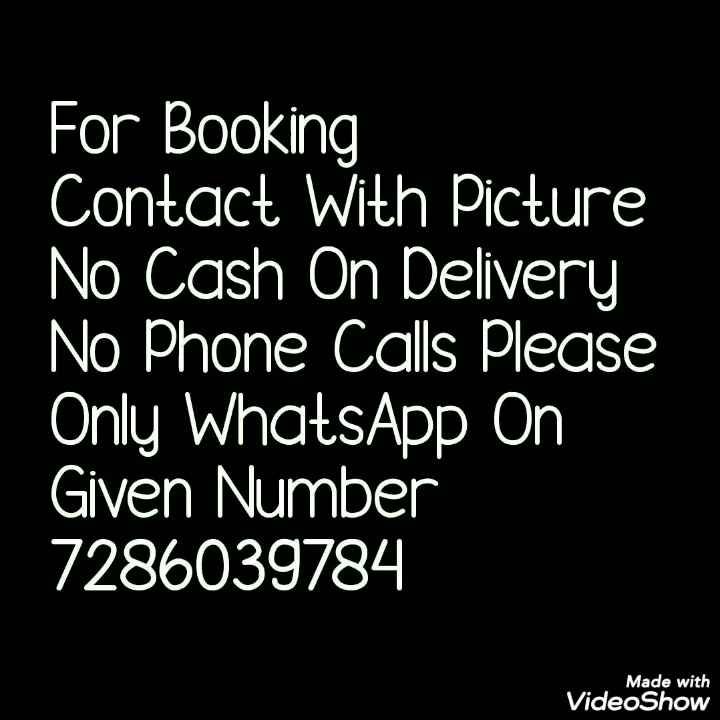 For Booking
Contact With Picture
No Cash On Delivery
No Phone Calls Please
Only WhatsApp On
Given Number
7286039784
Made with
VideoShow